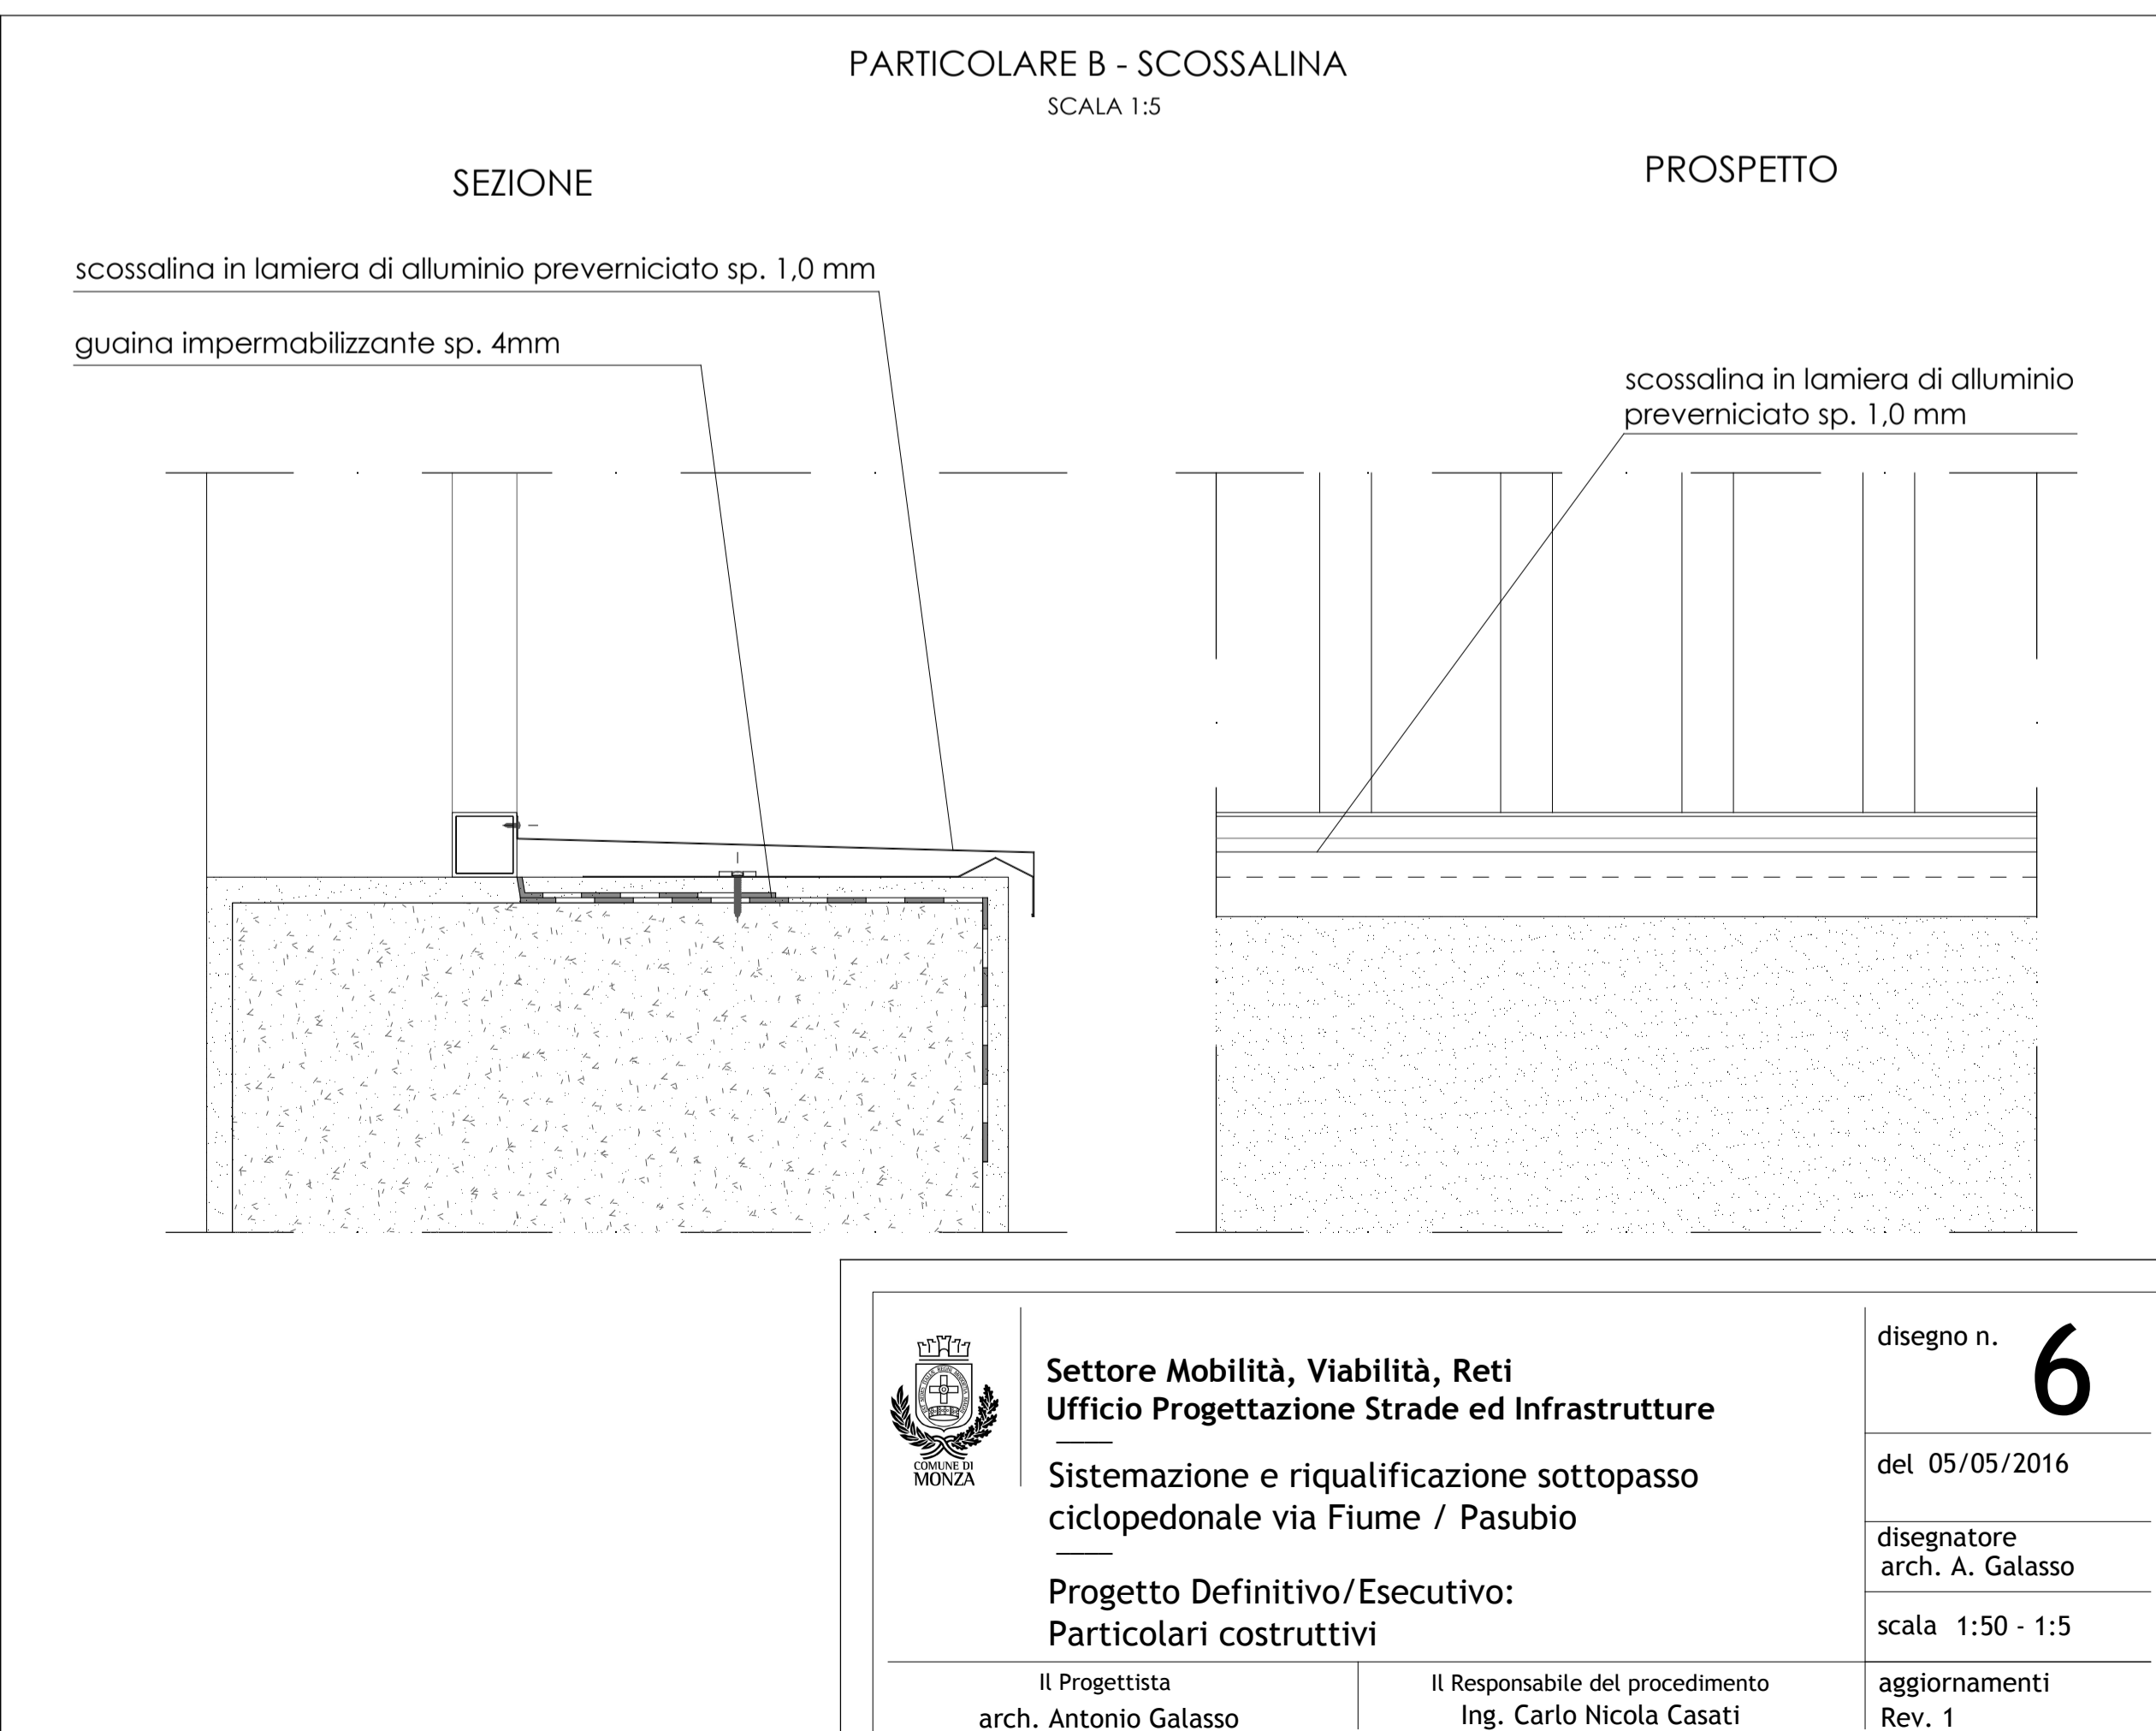 PARTICOLARE B - SCOSSALINA
SCALA 1:5
SEZIONE
PROSPETTO
scossalina in lamiera di alluminio preverniciato sp. 1,0 mm
guaina impermabilizzante sp. 4mm
scossalina in lamiera di alluminio
preverniciato sp. 1,0 mm
COMUNE DI
MONZA
Settore Mobilità, Viabilità, Reti
Ufficio Progettazione Strade ed Infrastrutture
Sistemazione e riqualificazione sottopasso
ciclopedonale via Fiume / Pasubio
Progetto Definitivo/Esecutivo:
Particolari costruttivi
Il Progettista
arch. Antonio Galasso
Il Responsabile del procedimento
Ing. Carlo Nicola Casati
disegno n. 6
del 05/05/2016
disegnatore
arch. A. Galasso
scala 1:50 - 1:5
aggiornamenti
Rev. 1